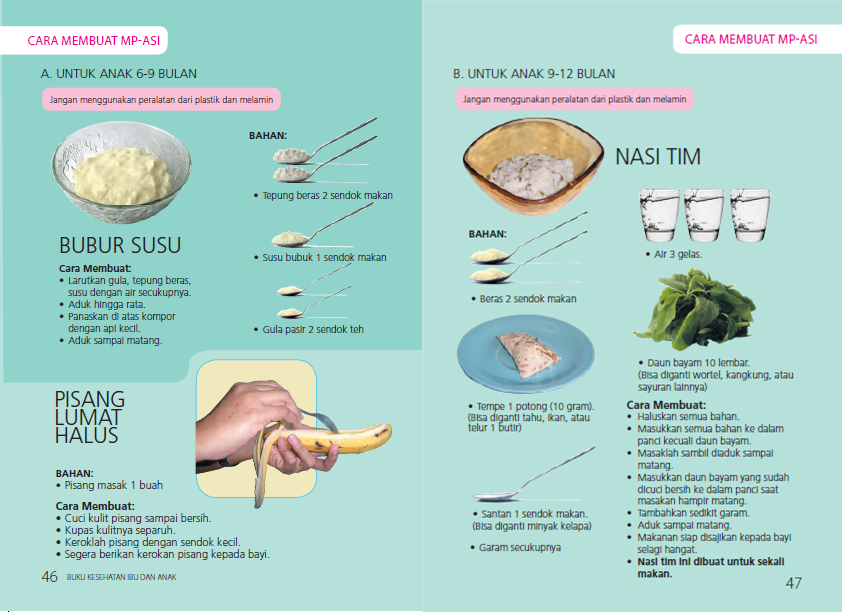 CARA MEMBUAT MP-ASI
A. UNTUK ANAK 6-9 BULAN
Jangan menggunakan peralatan dari plastik dan melamin
BAHAN:
• Tepung beras 2 sendok makan
• Susu bubuk 1 sendok makan
• Gula pasir 2 sendok teh
BUBUR SUSU
Cara Membuat:
• Larutkan gula, tepung beras,
susu dengan air secukupnya.
• Aduk hingga rata.
• Panaskan di atas kompor
dengan api kecil.
• Aduk sampai matang.
PISANG
LUMAT
HALUS
BAHAN:
• Pisang masak 1 buah
Cara Membuat:
• Cuci kulit pisang sampai bersih.
• Kupas kulitnya separuh.
• Keroklah pisang dengan sendok kecil.
• Segera berikan kerokan pisang kepada bayi.
46 BUKU KESEHATAN IBU DAN ANAK
CARA MEMBUAT MP-ASI
B. UNTUK ANAK 9-12 BULAN
Jangan menggunakan peralatan dari plastik dan melamin
NASI TIM
BAHAN:
• Beras 2 sendok makan
• Tempe 1 potong (10 gram).
(Bisa diganti tahu, ikan, atau
telur 1 butir)
• Santan 1 sendok makan.
(Bisa diganti minyak kelapa)
• Garam secukupnya
• Air 3 gelas.
• Daun bayam 10 lembar.
(Bisa diganti wortel, kangkung, atau
sayuran lainnya)
Cara Membuat:
• Haluskan semua bahan.
• Masukkan semua bahan ke dalam
panci kecuali daun bayam.
• Masaklah sambil diaduk sampai
matang.
• Masukkan daun bayam yang sudah
dicuci bersih ke dalam panci saat
masakan hampir matang.
• Tambahkan sedikit garam.
• Aduk sampai matang.
• Makanan siap disajikan kepada bayi
selagi hangat.
• Nasi tim ini dibuat untuk sekali
makan.
47